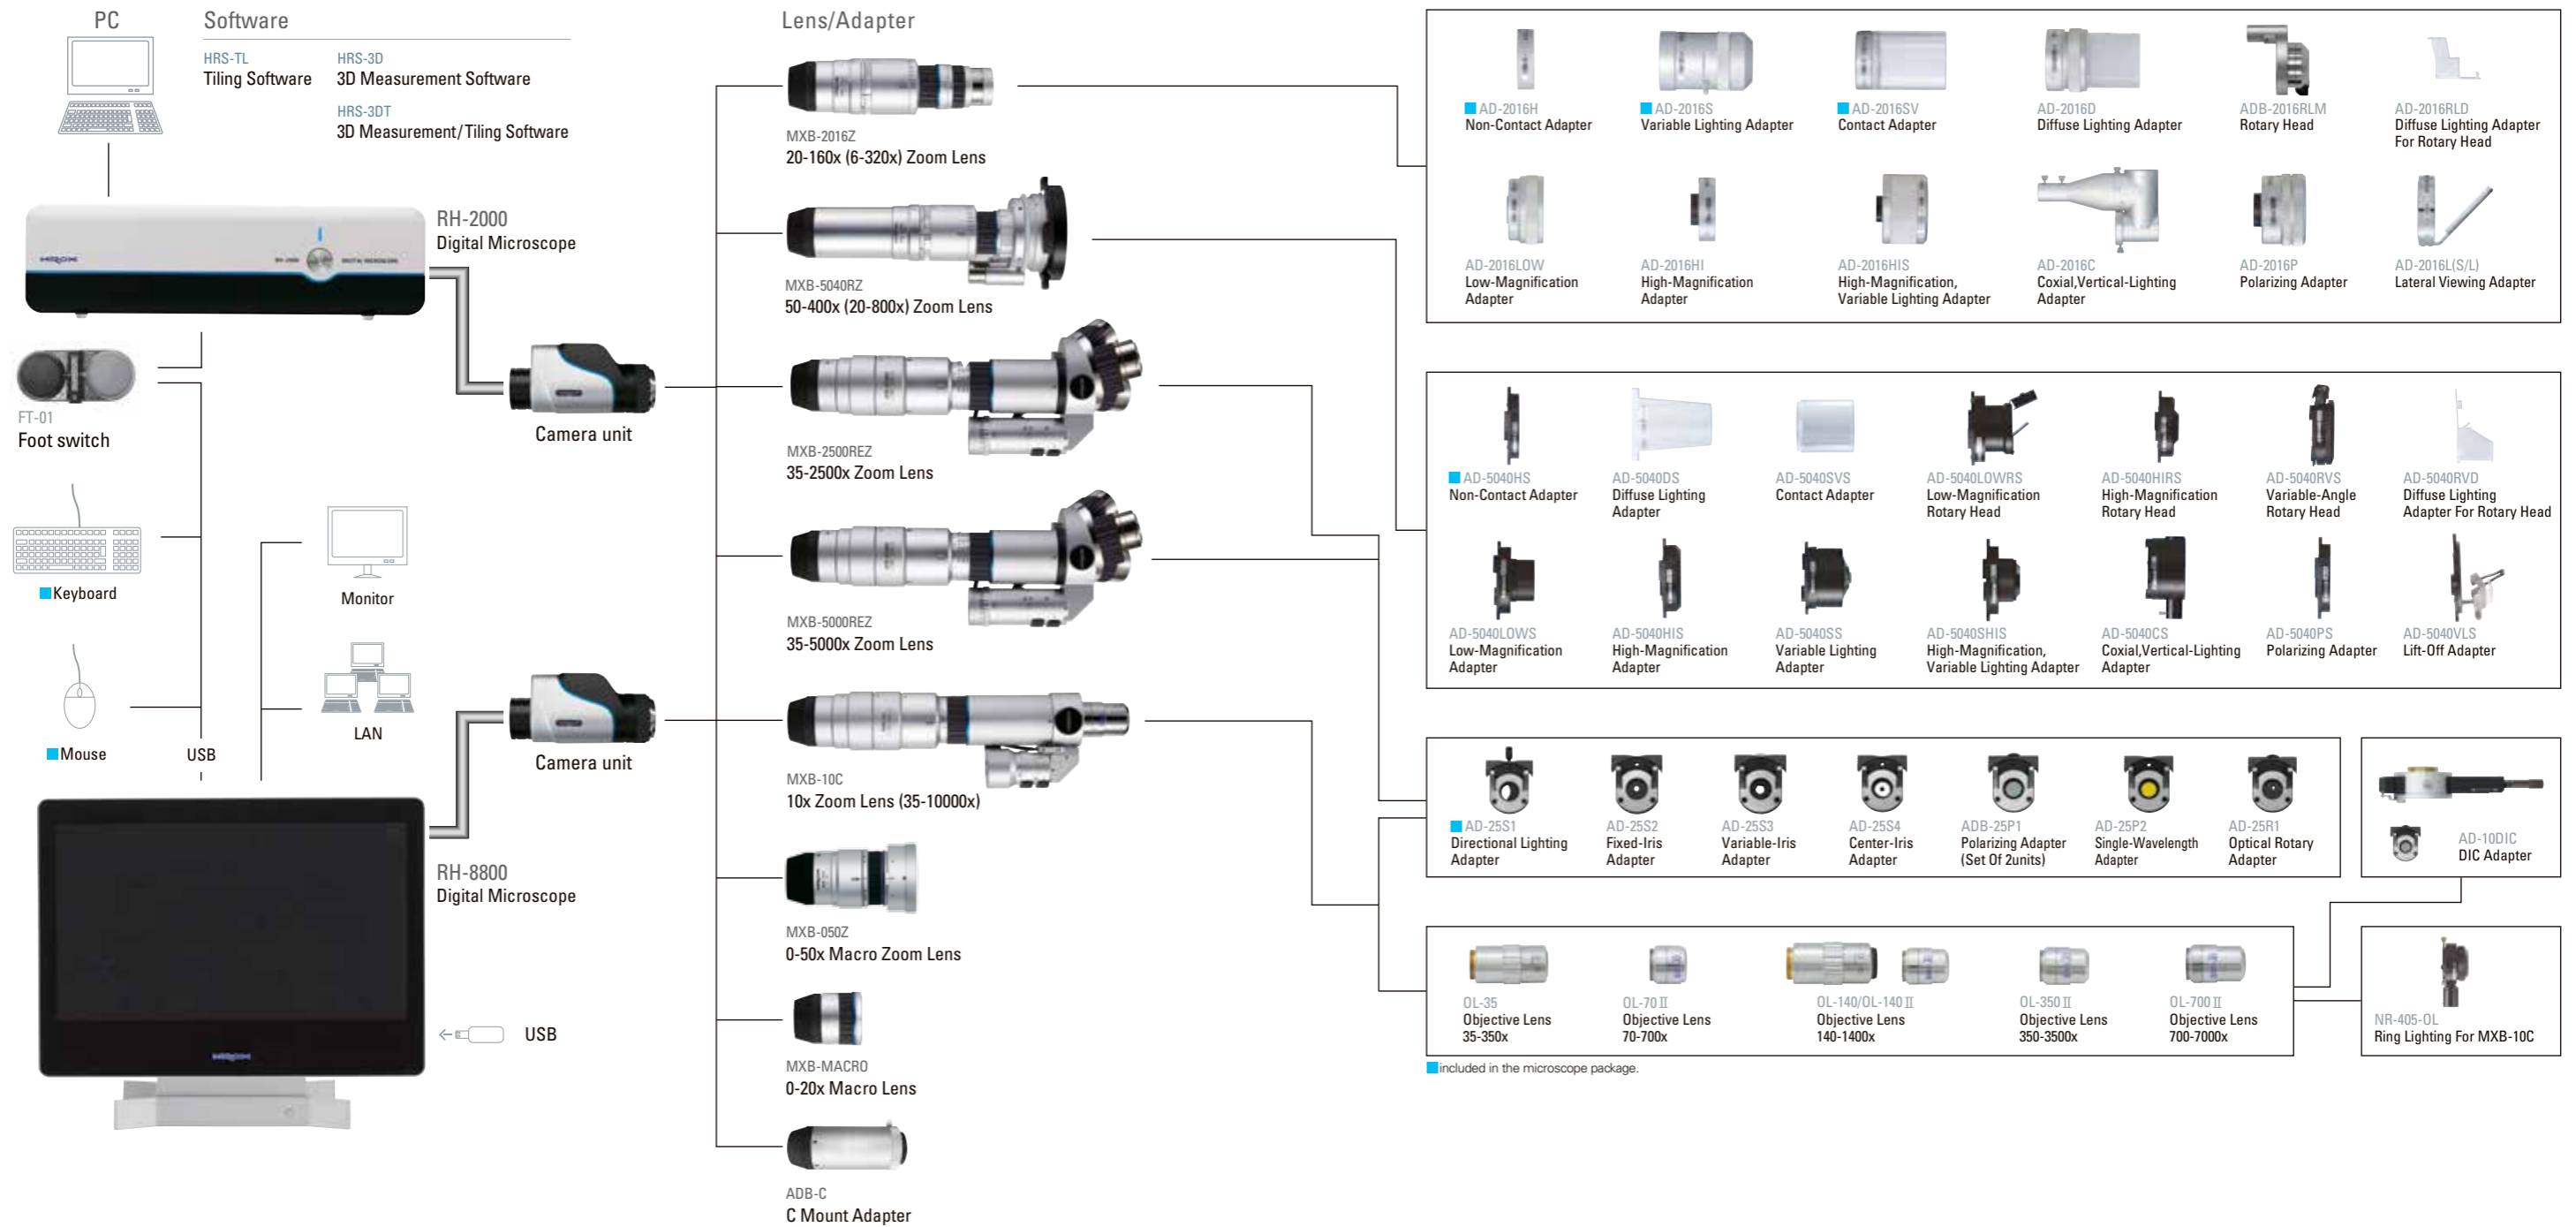 PC
Software
HRS-TL
Tiling Software
HRS-3D
3D Measurement Software
HRS-3DT
3D Measurement/Tiling Software
RH-2000
Digital Microscope
HIROX
FT-01
Foot switch
Keyboard
Mouse
USB
Monitor
LAN
Camera unit
Camera unit
RH-8800
Digital Microscope
HIROX
USB
Lens/Adapter
MXB-2016Z
20-160x (6-320x) Zoom Lens
MXB-5040RZ
50-400x (20-800x) Zoom Lens
MXB-2500REZ
35-2500x Zoom Lens
MXB-5000REZ
35-5000x Zoom Lens
MXB-10C
10x Zoom Lens (35-10000x)
MXB-050Z
0-50x Macro Zoom Lens
MXB-MACRO
0-20x Macro Lens
ADB-C
C Mount Adapter
AD-2016H
Non-Contact Adapter
AD-2016S
Variable Lighting Adapter
AD-2016SV
Contact Adapter
AD-2016D
Diffuse Lighting Adapter
ADB-2016RLM
Rotary Head
AD-2016RLD
Diffuse Lighting Adapter
For Rotary Head
AD-2016LOW
Low-Magnification
Adapter
AD-2016HI
High-Magnification
Adapter
AD-2016HIS
High-Magnification,
Variable Lighting Adapter
AD-2016C
Coxial,Vertical-Lighting
Adapter
AD-2016P
Polarizing Adapter
AD-2016L(S/L)
Lateral Viewing Adapter
AD-5040HS
Non-Contact Adapter
AD-5040DS
Diffuse Lighting
Adapter
AD-5040SVS
Contact Adapter
AD-5040LOWRS
Low-Magnification
Rotary Head
AD-5040HIRS
High-Magnification
Rotary Head
AD-5040RVS
Variable-Angle
Rotary Head
AD-5040RVD
Diffuse Lighting
Adapter For Rotary Head
AD-5040LOWS
Low-Magnification
Adapter
AD-5040HIS
High-Magnification
Adapter
AD-5040SS
Variable Lighting
Adapter
AD-5040SHIS
High-Magnification,
Variable Lighting Adapter
AD-5040CS
Coxial,Vertical-Lighting
Adapter
AD-5040PS
Polarizing Adapter
AD-5040VLS
Lift-Off Adapter
AD-25S1
Directional Lighting
Adapter
AD-25S2
Fixed-Iris
Adapter
AD-25S3
Variable-Iris
Adapter
AD-25S4
Center-Iris
Adapter
ADB-25P1
Polarizing Adapter
(Set Of 2units)
AD-25P2
Single-Wavelength
Adapter
AD-25R1
Optical Rotary
Adapter
AD-10DIC
DIC Adapter
OL-35
Objective Lens
35-350x
OL-70Ⅱ
Objective Lens
70-700x
OL-140/OL-140Ⅱ
Objective Lens
140-1400x
OL-350Ⅱ
Objective Lens
350-3500x
OL-700Ⅱ
Objective Lens
700-7000x
NR-405-OL
Ring Lighting For MXB-10C
included in the microscope package.